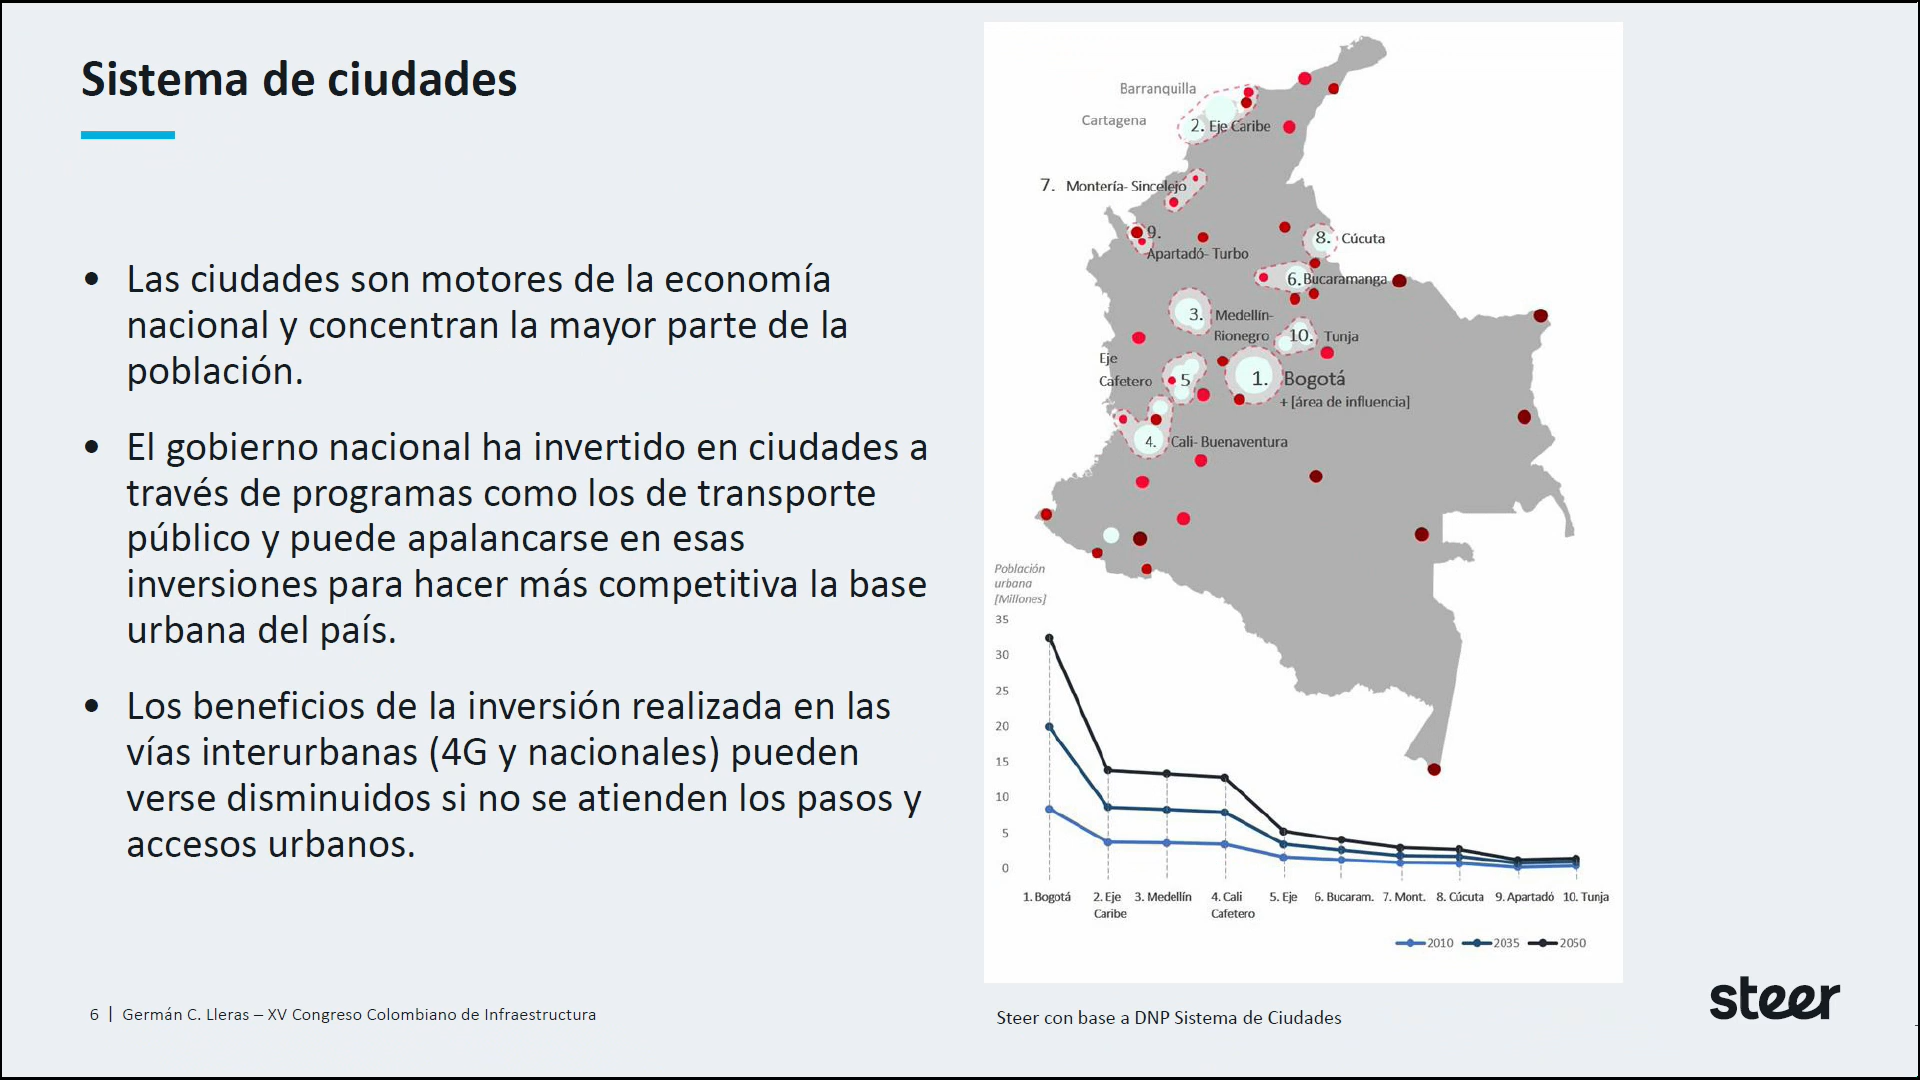 Sistema de ciudades
• Las ciudades son motores de la economía
nacional y concentran la mayor parte de la
población.
• El gobierno nacional ha invertido en ciudades a
través de programas como los de transporte
público y puede apalancarse en esas
inversiones para hacer más competitiva la base
urbana del país.
• Los beneficios de la inversión realizada en las
vías interurbanas (4G y nacionales) pueden
verse disminuidos si no se atienden los pasos y
accesos urbanos.
Barranquilla
Cartagena
2. Eje Caribe
7. Montería- Sincelejo
9.
Apartadó- Turbo
8. Cúcuta
6. Bucaramanga
3. Medellín-
Rionegro
10. Tunja
Eje
Cafetero
5
1. Bogotá
+ [área de influencia]
4. Cali- Buenaventura
Población
urbana
[Millones]
35
30
25
20
15
10
5
0
1. Bogotá
2. Eje
Caribe
3. Medellín
4. Cali
Cafetero
5. Eje
6. Bucaram.
7. Mont.
8. Cúcuta
9. Apartadó
10. Tunja
2010 2035 2050
6 | Germán C. Lleras – XV Congreso Colombiano de Infraestructura
Steer con base a DNP Sistema de Ciudades
steer